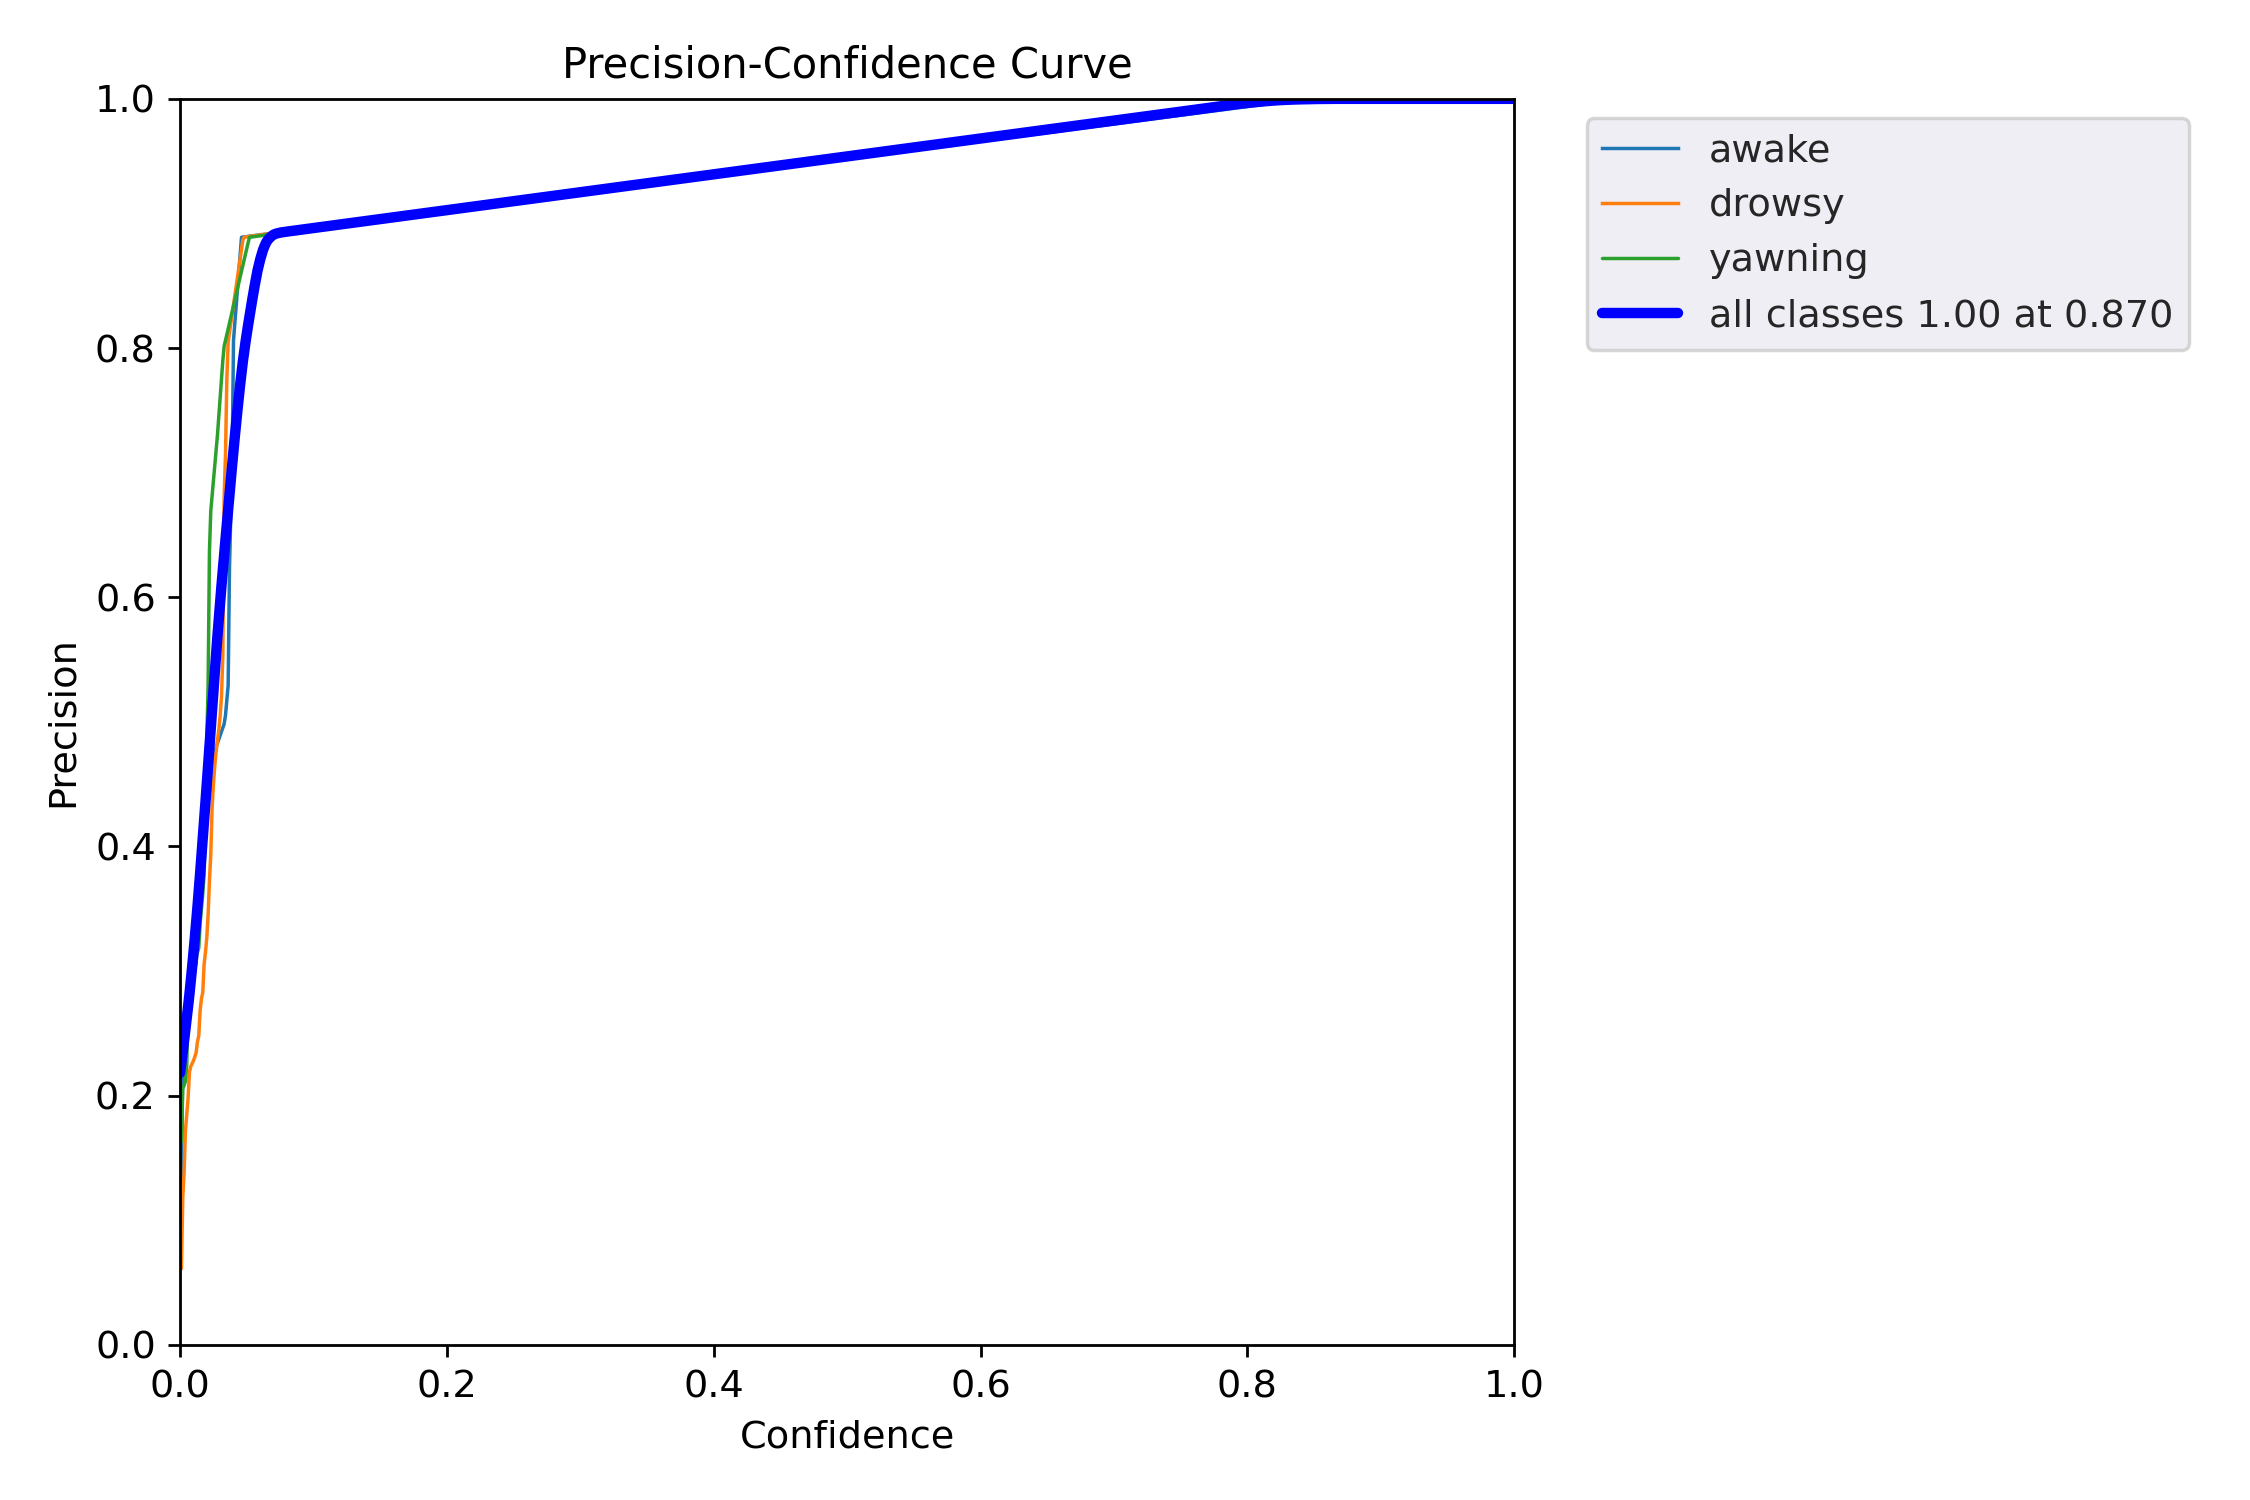 Precision-Confidence Curve
1.0
0.8
0.6
0.4
0.2
0.0
Precision
0.0 0.2 0.4 0.6 0.8 1.0
Confidence
awake
drowsy
yawning
all classes 1.00 at 0.870